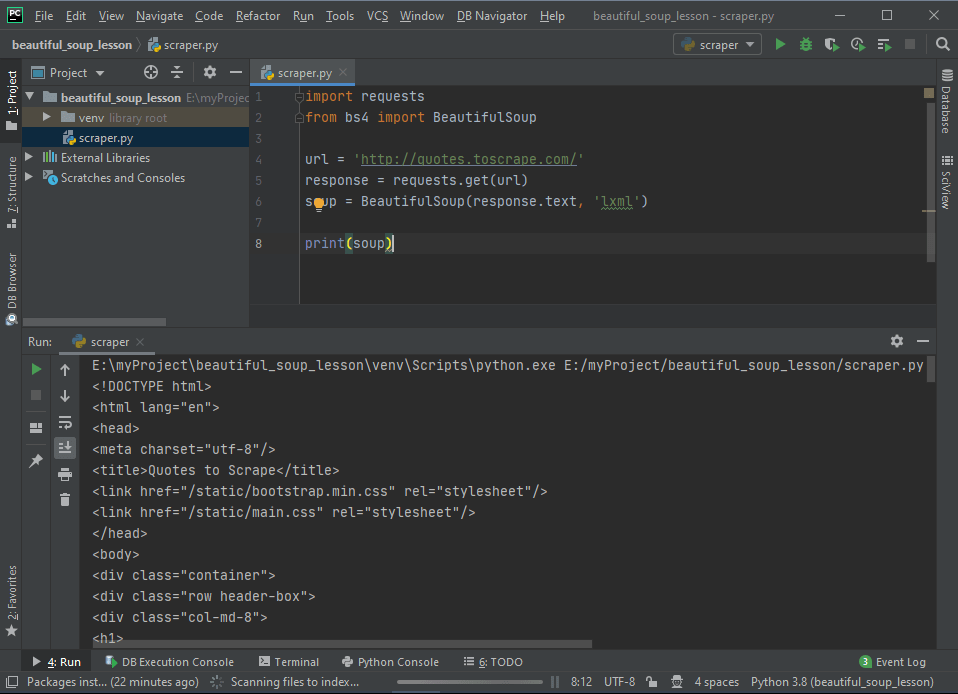 PC File Edit View Navigate Code Refactor Run Tools VCS Window DB Navigator Help beautiful_soup_lesson - scraper.py
beautiful_soup_lesson scraper.py scraper
1: Project
7: Structure
DB Browser
2: Favorites
Project
beautiful_soup_lesson E:\myProjec
venv library root
scraper.py
External Libraries
Scratches and Consoles
scraper.py
1 import requests
2 from bs4 import BeautifulSoup
3
4 url = 'http://quotes.toscrape.com/'
5 response = requests.get(url)
6 soup = BeautifulSoup(response.text, 'lxml')
7
8 print(soup)
Database
SciView
Run: scraper
E:\myProject\beautiful_soup_lesson\venv\Scripts\python.exe E:/myProject/beautiful_soup_lesson/scraper.py
<!DOCTYPE html>
<html lang="en">
<head>
<meta charset="utf-8"/>
<title>Quotes to Scrape</title>
<link href="/static/bootstrap.min.css" rel="stylesheet"/>
<link href="/static/main.css" rel="stylesheet"/>
</head>
<body>
<div class="container">
<div class="row header-box">
<div class="col-md-8">
<h1>
4: Run DB Execution Console Terminal Python Console 6: TODO 3 Event Log
Packages inst... (22 minutes ago) Scanning files to index... 8:12 UTF-8 4 spaces Python 3.8 (beautiful_soup_lesson)